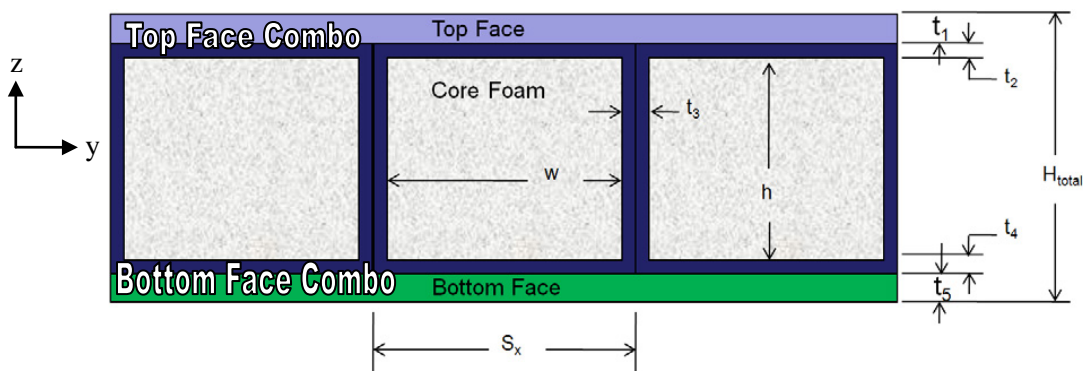 Top Face Combo
Top Face
t1
t2
z
y
Core Foam
t3
w
h
Htotal
t4
Bottom Face Combo
Bottom Face
t5
Sx